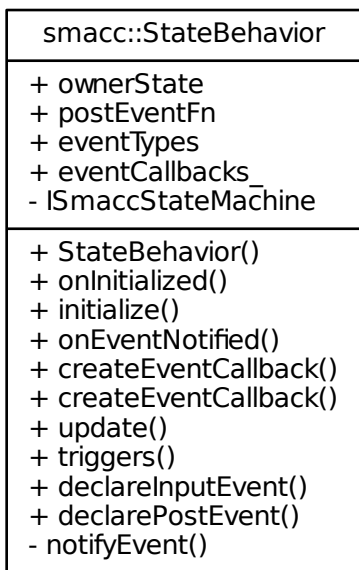 smacc::StateBehavior
+ ownerState
+ postEventFn
+ eventTypes
+ eventCallbacks_
- ISmaccStateMachine
+ StateBehavior()
+ onInitialized()
+ initialize()
+ onEventNotified()
+ createEventCallback()
+ createEventCallback()
+ update()
+ triggers()
+ declareInputEvent()
+ declarePostEvent()
- notifyEvent()